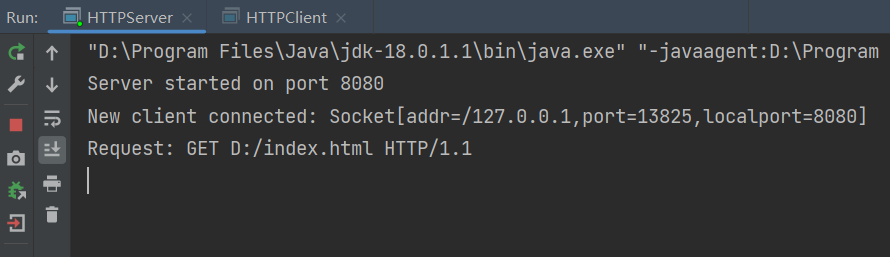 Run: HTTPServer HTTPClient
"D:\Program Files\Java\jdk-18.0.1.1\bin\java.exe" "-javaagent:D:\Program
Server started on port 8080
New client connected: Socket[addr=/127.0.0.1,port=13825,localport=8080]
Request: GET D:/index.html HTTP/1.1